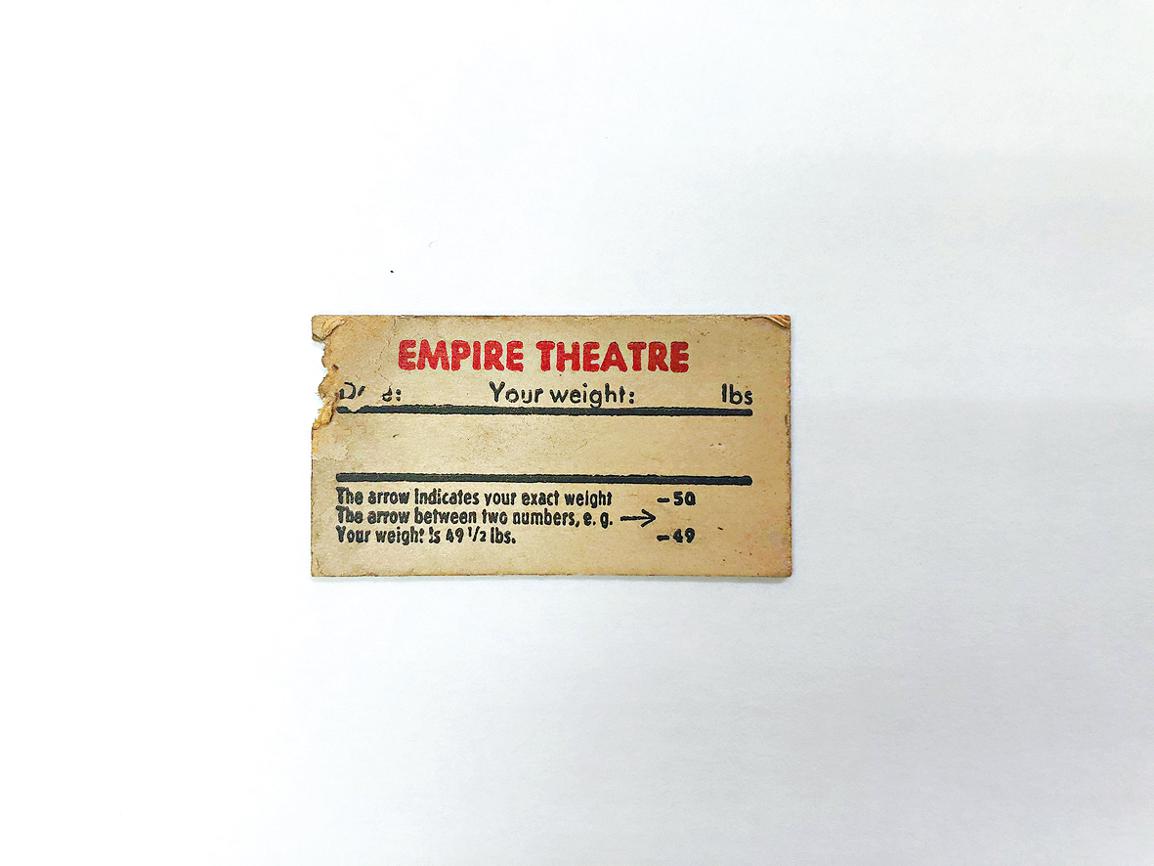 EMPIRE THEATRE
Your weight: lbs
The arrow indicates your exact weight -50
The arrow between two numbers, e. g. →
Your weight is 49 1/2 lbs. -49